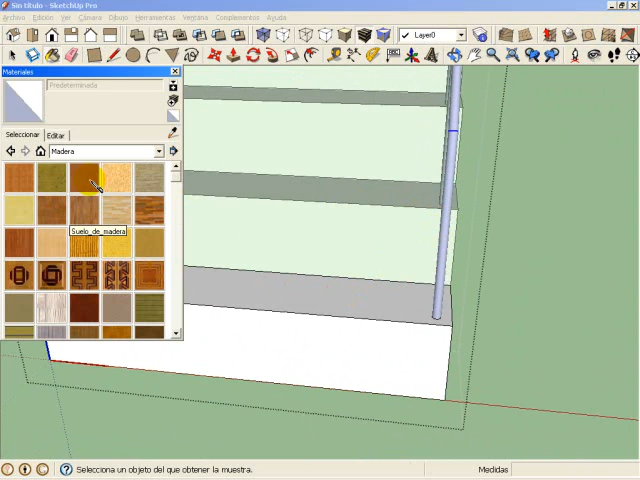 Sin título - SketchUp Pro
Archivo Edición Ver Cámara Dibujo Herramientas Ventana Complementos Ayuda
Layer0
Materiales
Predeterminada
Seleccionar Editar
Madera
Suelo_de_madera
Selecciona un objeto del que obtener la muestra.
Medidas